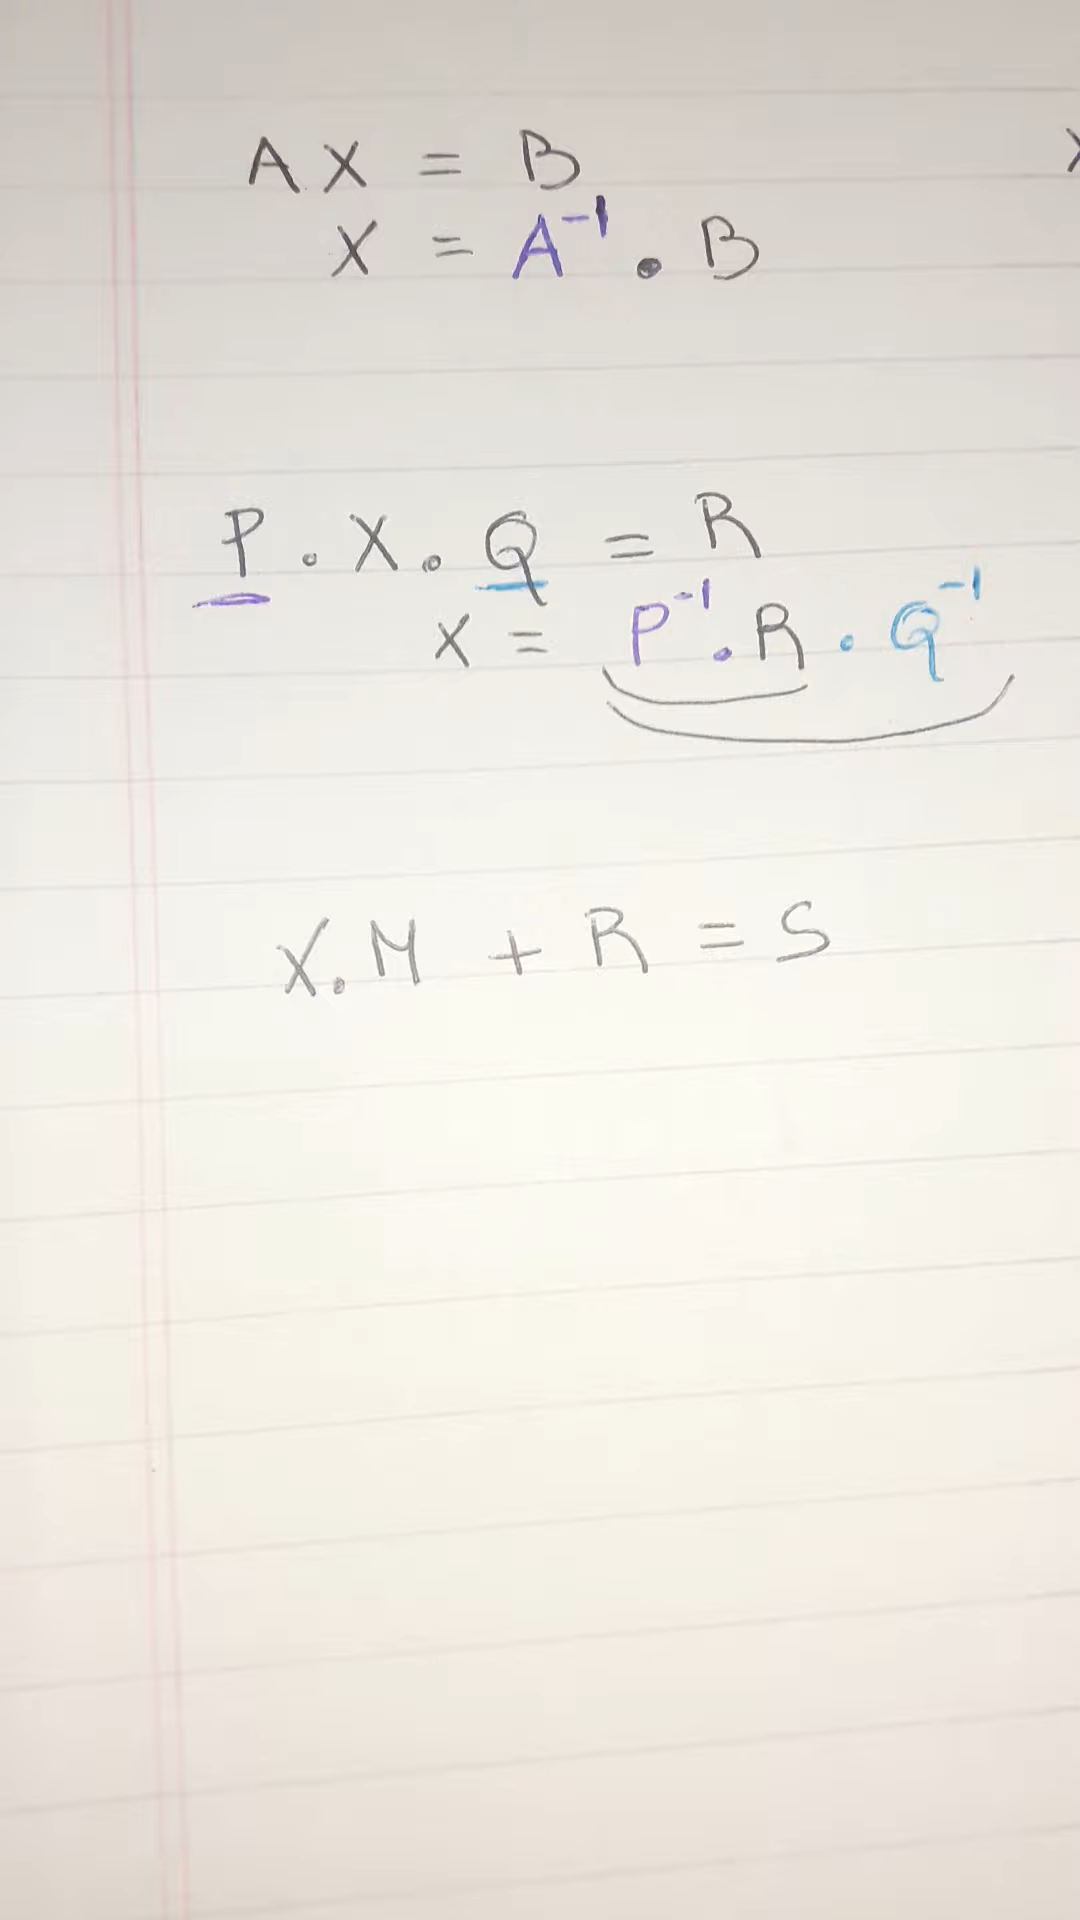 A.X = B
X = A⁻¹ . B
P . X . Q = R
X = P⁻¹ . R . Q⁻¹
X . M + R = S